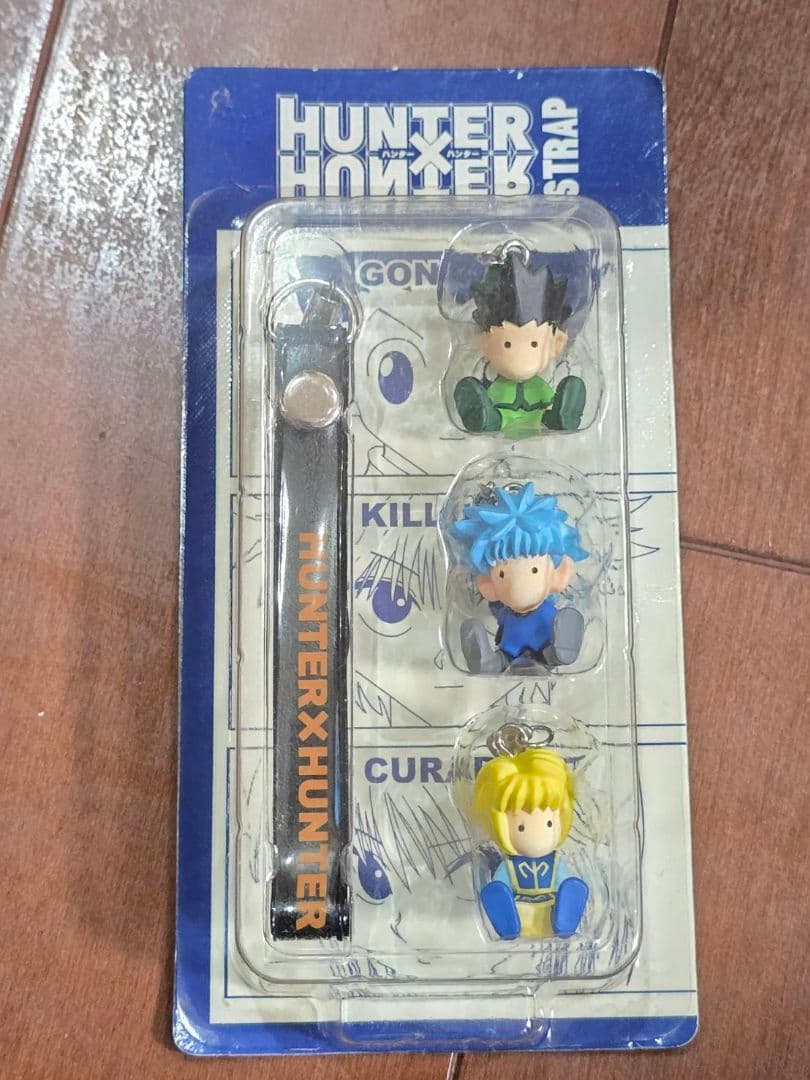 HUNTER
×
ハンター ハンター
HUNTER
STRAP
GON
KILL
CURA
HUNTER×HUNTER